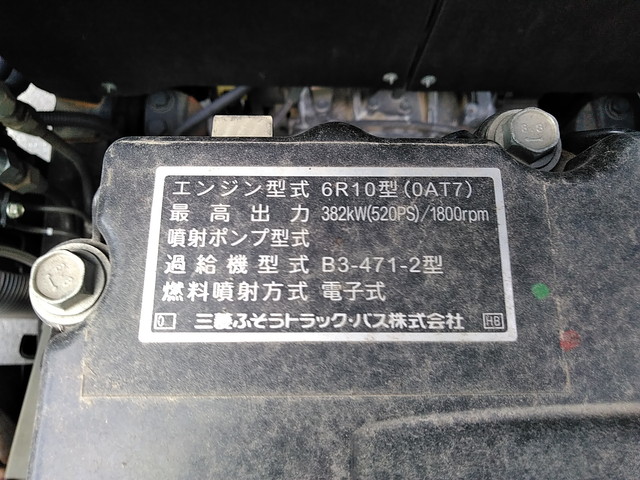 エンジン型式 6R10型(0AT7)
最高出力 382kW(520PS)/1800rpm
噴射ポンプ型式
過給機型式 B3-471-2型
燃料噴射方式 電子式
0 三菱ふそうトラック・バス株式会社 HB